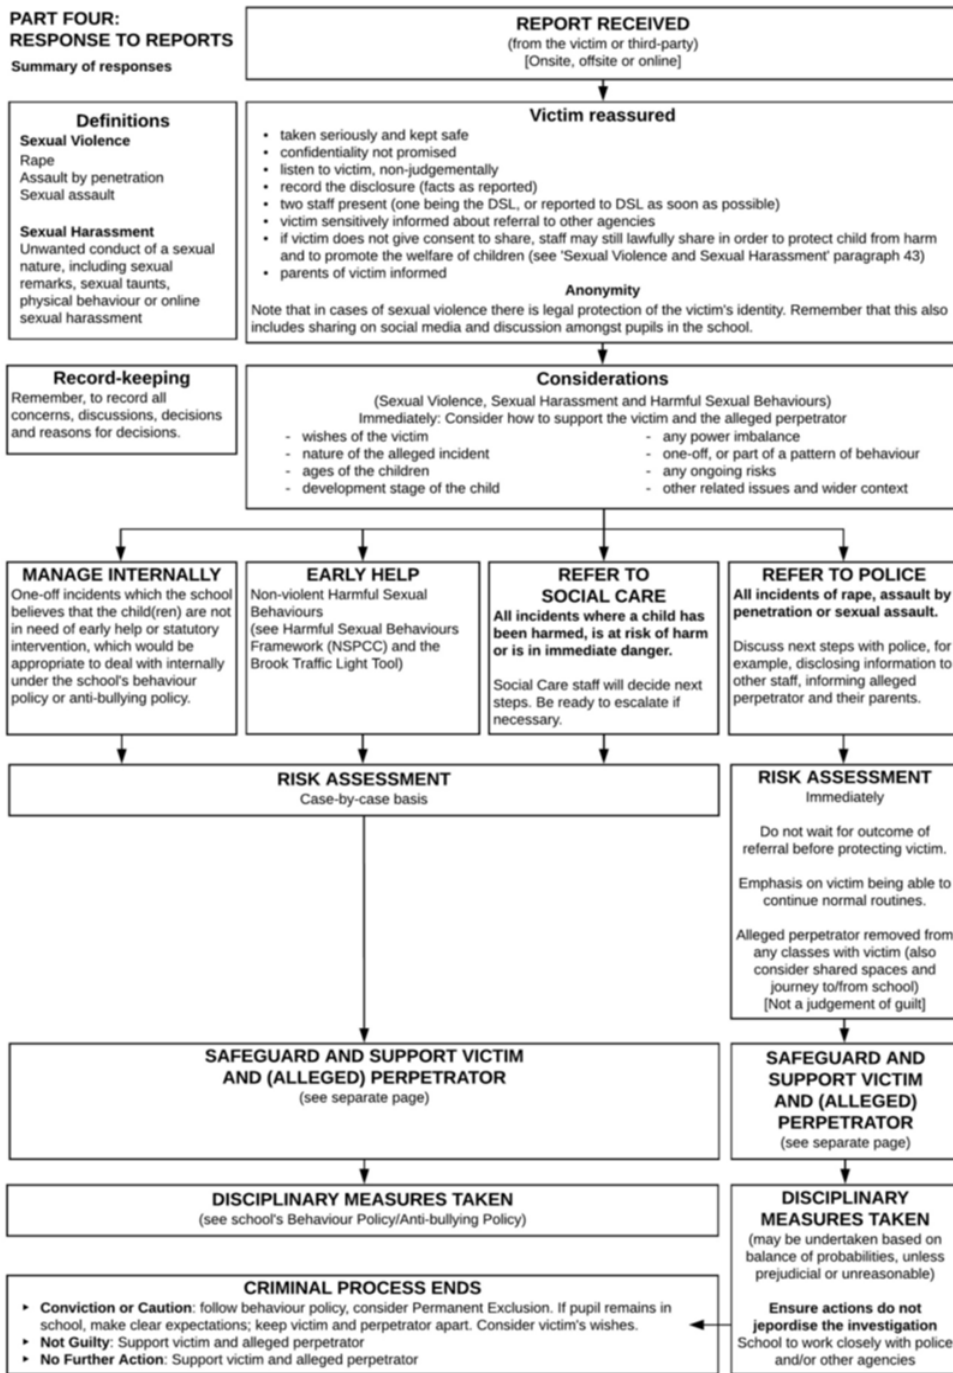 PART FOUR:
RESPONSE TO REPORTS
Summary of responses
REPORT RECEIVED
(from the victim or third-party)
[Onsite, offsite or online]
Definitions
Sexual Violence
Rape
Assault by penetration
Sexual assault
Sexual Harassment
Unwanted conduct of a sexual
nature, including sexual
remarks, sexual taunts,
physical behaviour or online
sexual harassment
Victim reassured
• taken seriously and kept safe
• confidentiality not promised
• listen to victim, non-judgementally
• record the disclosure (facts as reported)
• two staff present (one being the DSL, or reported to DSL as soon as possible)
• victim sensitively informed about referral to other agencies
• if victim does not give consent to share, staff may still lawfully share in order to protect child from harm
and to promote the welfare of children (see 'Sexual Violence and Sexual Harassment' paragraph 43)
• parents of victim informed
Anonymity
Note that in cases of sexual violence there is legal protection of the victim's identity. Remember that this also
includes sharing on social media and discussion amongst pupils in the school.
Record-keeping
Remember, to record all
concerns, discussions, decisions
and reasons for decisions.
Considerations
(Sexual Violence, Sexual Harassment and Harmful Sexual Behaviours)
Immediately: Consider how to support the victim and the alleged perpetrator
- wishes of the victim
- nature of the alleged incident
- ages of the children
- development stage of the child
- any power imbalance
- one-off, or part of a pattern of behaviour
- any ongoing risks
- other related issues and wider context
MANAGE INTERNALLY
One-off incidents which the school
believes that the child(ren) are not
in need of early help or statutory
intervention, which would be
appropriate to deal with internally
under the school's behaviour
policy or anti-bullying policy.
EARLY HELP
Non-violent Harmful Sexual
Behaviours
(see Harmful Sexual Behaviours
Framework (NSPCC) and the
Brook Traffic Light Tool)
REFER TO
SOCIAL CARE
All incidents where a child has
been harmed, is at risk of harm
or is in immediate danger.
Social Care staff will decide next
steps. Be ready to escalate if
necessary.
REFER TO POLICE
All incidents of rape, assault by
penetration or sexual assault.
Discuss next steps with police, for
example, disclosing information to
other staff, informing alleged
perpetrator and their parents.
RISK ASSESSMENT
Case-by-case basis
RISK ASSESSMENT
Immediately
Do not wait for outcome of
referral before protecting victim.
Emphasis on victim being able to
continue normal routines.
Alleged perpetrator removed from
any classes with victim (also
consider shared spaces and
journey to/from school)
[Not a judgement of guilt]
SAFEGUARD AND SUPPORT VICTIM
AND (ALLEGED) PERPETRATOR
(see separate page)
SAFEGUARD AND
SUPPORT VICTIM
AND (ALLEGED)
PERPETRATOR
(see separate page)
DISCIPLINARY MEASURES TAKEN
(see school's Behaviour Policy/Anti-bullying Policy)
DISCIPLINARY
MEASURES TAKEN
(may be undertaken based on
balance of probabilities, unless
prejudicial or unreasonable)
Ensure actions do not
jepordise the investigation
School to work closely with police
and/or other agencies
CRIMINAL PROCESS ENDS
▸ Conviction or Caution: follow behaviour policy, consider Permanent Exclusion. If pupil remains in
school, make clear expectations; keep victim and perpetrator apart. Consider victim's wishes.
▸ Not Guilty: Support victim and alleged perpetrator
▸ No Further Action: Support victim and alleged perpetrator